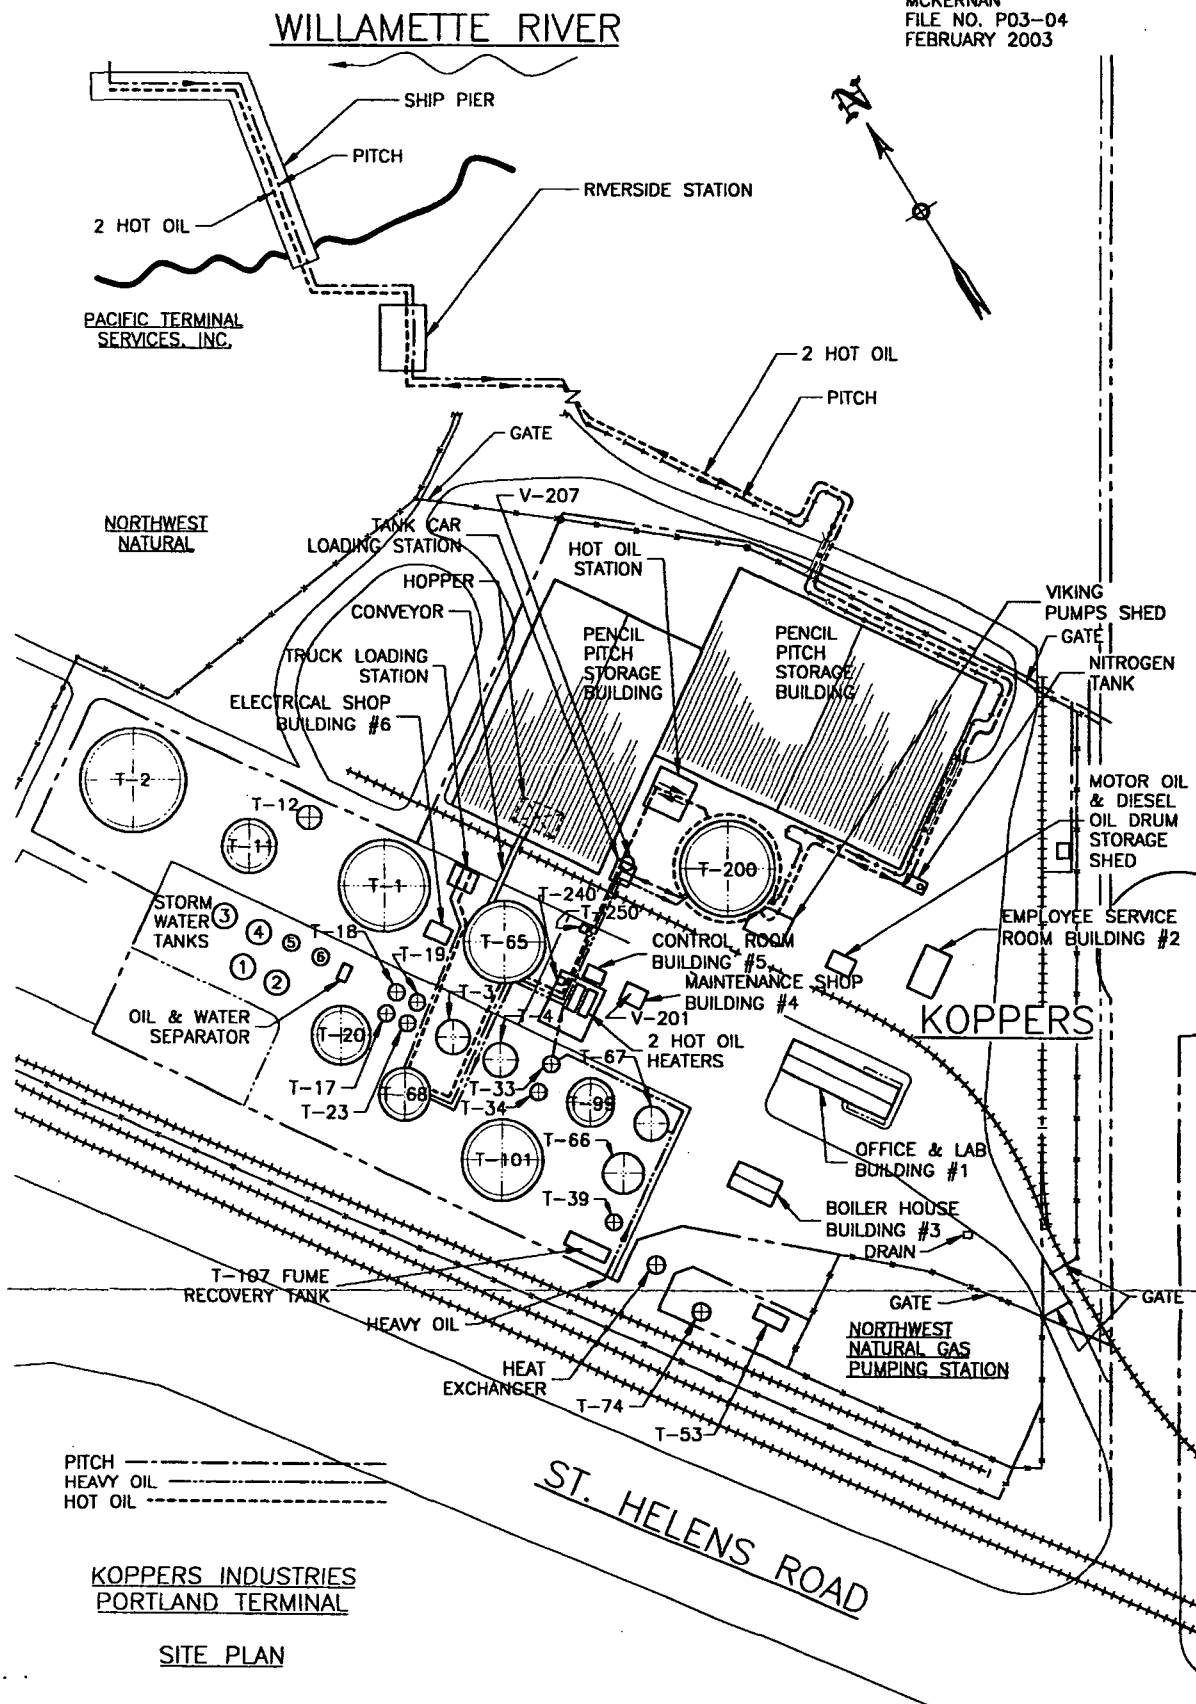 MCKERNAN
FILE NO. P03-04
FEBRUARY 2003
WILLAMETTE RIVER
N
SHIP PIER
PITCH
2 HOT OIL
RIVERSIDE STATION
PACIFIC TERMINAL
SERVICES, INC.
2 HOT OIL
PITCH
GATE
V-207
NORTHWEST
NATURAL
TANK CAR
LOADING STATION
HOT OIL
STATION
HOPPER
CONVEYOR
VIKING
PUMPS SHED
GATE
PENCIL
PITCH
STORAGE
BUILDING
PENCIL
PITCH
STORAGE
BUILDING
NITROGEN
TANK
TRUCK LOADING
STATION
ELECTRICAL SHOP
BUILDING #6
MOTOR OIL
& DIESEL
OIL DRUM
STORAGE
SHED
T-2
T-12
T-11
T-1
T-200
T-240
T-250
STORM
WATER
TANKS
3
4
5
6
1
2
T-18
T-19
T-65
CONTROL ROOM
BUILDING #5
EMPLOYEE SERVICE
ROOM BUILDING #2
MAINTENANCE SHOP
BUILDING #4
V-201
KOPPERS
OIL & WATER
SEPARATOR
T-20
T-3
T-4
2 HOT OIL
HEATERS
T-67
T-17
T-23
T-68
T-33
T-34
T-99
T-101
T-66
T-39
OFFICE & LAB
BUILDING #1
BOILER HOUSE
BUILDING #3
DRAIN
T-107 FUME
RECOVERY TANK
HEAVY OIL
GATE
GATE
NORTHWEST
NATURAL GAS
PUMPING STATION
HEAT
EXCHANGER
T-74
T-53
PITCH
HEAVY OIL
HOT OIL
ST. HELENS ROAD
KOPPERS INDUSTRIES
PORTLAND TERMINAL
SITE PLAN